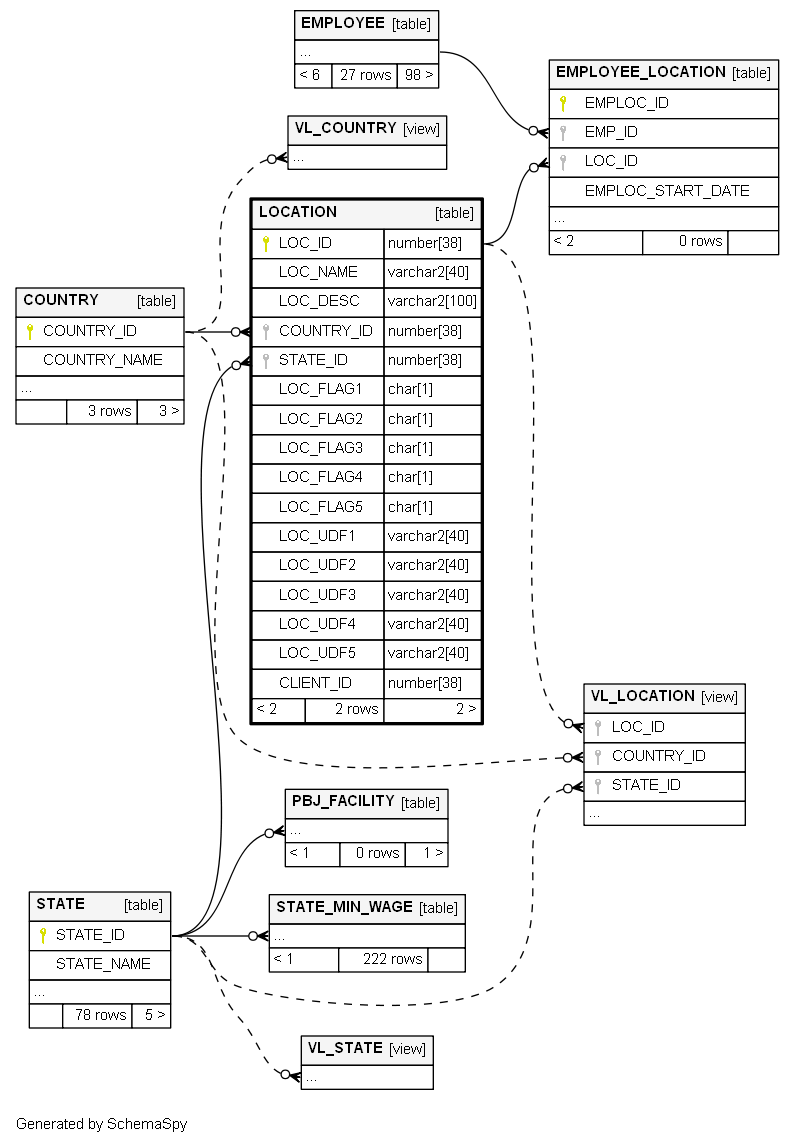 EMPLOYEE [table]
...
< 6 27 rows 98 >
EMPLOYEE_LOCATION [table]
EMPLOC_ID
EMP_ID
LOC_ID
EMPLOC_START_DATE
...
< 2 0 rows
VL_COUNTRY [view]
...
LOCATION [table]
LOC_ID number[38]
LOC_NAME varchar2[40]
LOC_DESC varchar2[100]
COUNTRY_ID number[38]
STATE_ID number[38]
LOC_FLAG1 char[1]
LOC_FLAG2 char[1]
LOC_FLAG3 char[1]
LOC_FLAG4 char[1]
LOC_FLAG5 char[1]
LOC_UDF1 varchar2[40]
LOC_UDF2 varchar2[40]
LOC_UDF3 varchar2[40]
LOC_UDF4 varchar2[40]
LOC_UDF5 varchar2[40]
CLIENT_ID number[38]
< 2 2 rows 2 >
COUNTRY [table]
COUNTRY_ID
COUNTRY_NAME
...
3 rows 3 >
VL_LOCATION [view]
LOC_ID
COUNTRY_ID
STATE_ID
...
PBJ_FACILITY [table]
...
< 1 0 rows 1 >
STATE [table]
STATE_ID
STATE_NAME
...
78 rows 5 >
STATE_MIN_WAGE [table]
...
< 1 222 rows
VL_STATE [view]
...
Generated by SchemaSpy